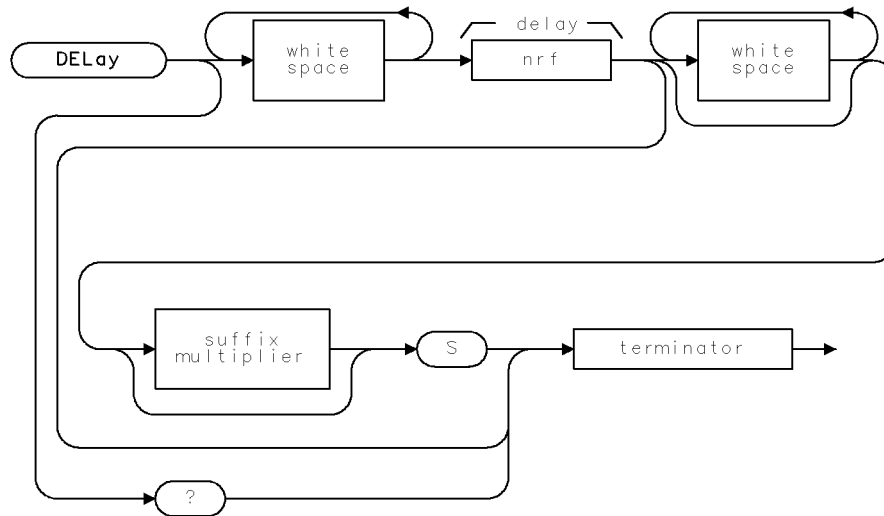 delay
DELay
white
space
nrf
white
space
suffix
multiplier
S
terminator
?